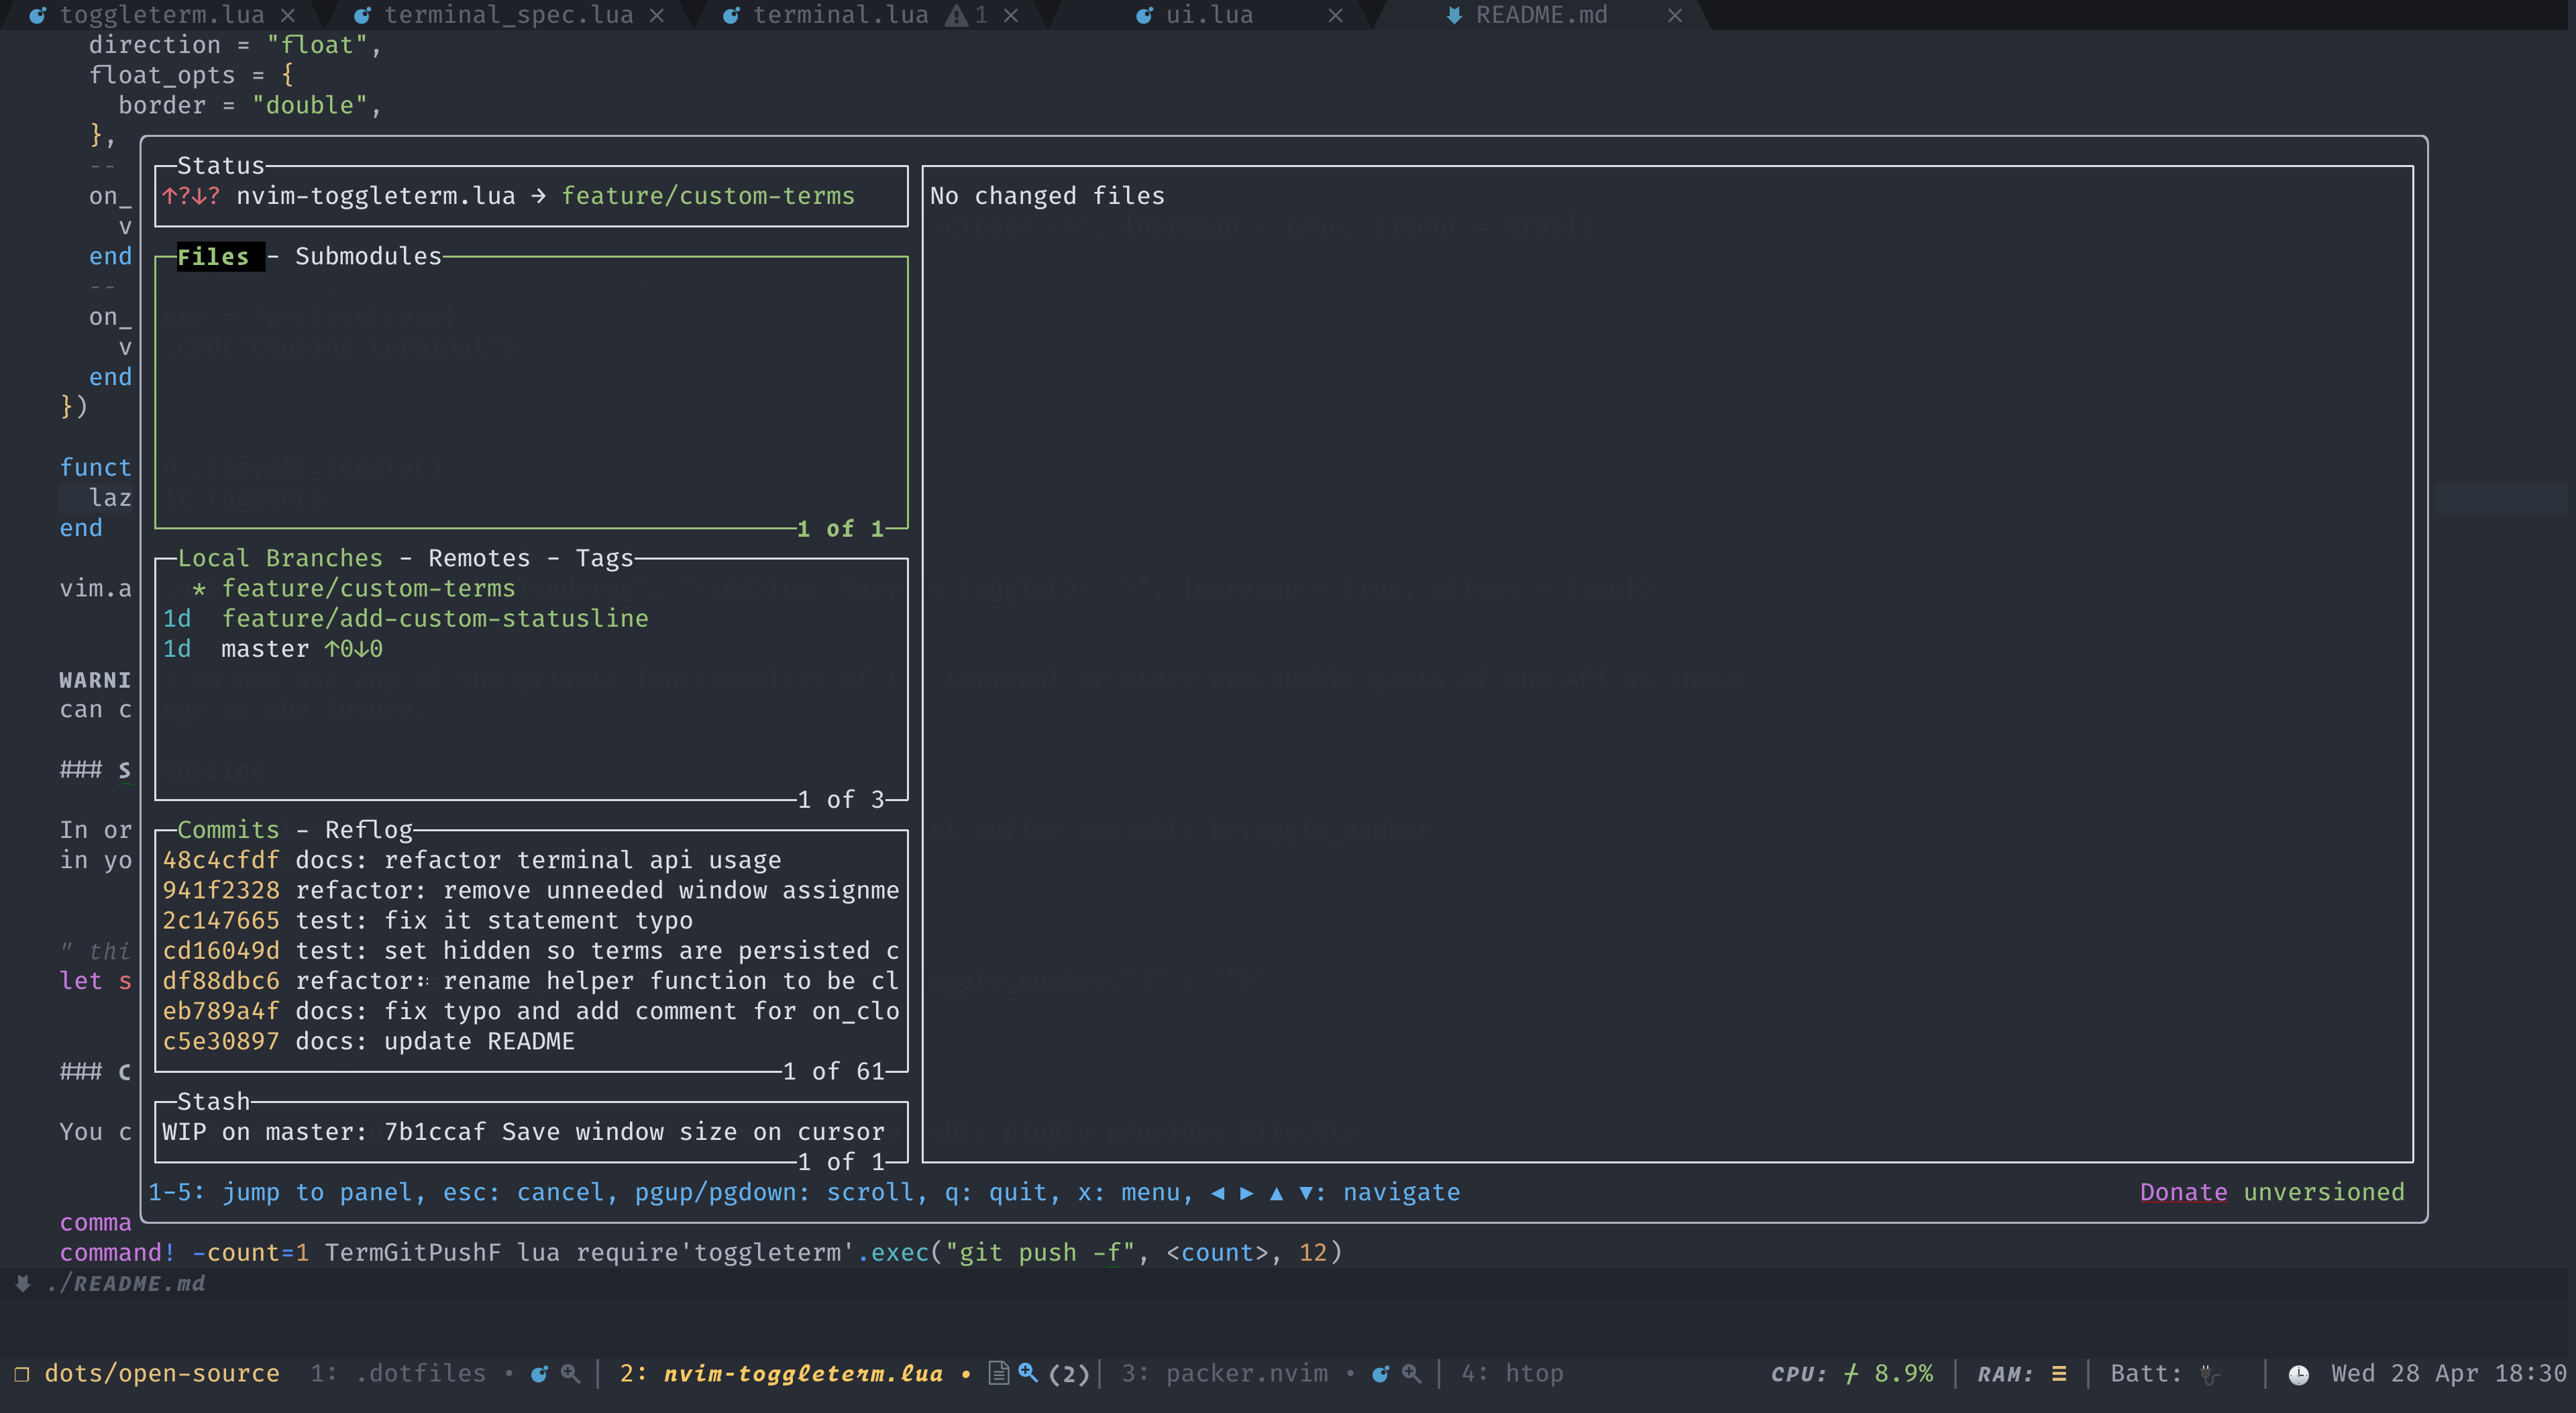 toggleterm.lua × terminal_spec.lua × terminal.lua 1 × ui.lua × README.md ×
direction = "float",
float_opts = {
border = "double",
},
--
on_
v
end
--
on_
v
end
})
funct
laz
end
vim.a
WARNI
can c
### S
In or
in yo
" thi
let s
### C
You c
comma
Status
↑?↓? nvim-toggleterm.lua → feature/custom-terms
Files - Submodules
1 of 1
Local Branches - Remotes - Tags
* feature/custom-terms
1d feature/add-custom-statusline
1d master ↑0↓0
1 of 3
Commits - Reflog
48c4cfdf docs: refactor terminal api usage
941f2328 refactor: remove unneeded window assignme
2c147665 test: fix it statement typo
cd16049d test: set hidden so terms are persisted c
df88dbc6 refactor: rename helper function to be cl
eb789a4f docs: fix typo and add comment for on_clo
c5e30897 docs: update README
1 of 61
Stash
WIP on master: 7b1ccaf Save window size on cursor
1 of 1
No changed files
1-5: jump to panel, esc: cancel, pgup/pgdown: scroll, q: quit, x: menu, ◄ ► ▲ ▼: navigate
Donate unversioned
command! -count=1 TermGitPushF lua require'toggleterm'.exec("git push -f", <count>, 12)
./README.md
dots/open-source 1: .dotfiles • | 2: nvim-toggleterm.lua • (2) | 3: packer.nvim • | 4: htop CPU: 8.9% | RAM: | Batt: | Wed 28 Apr 18:30